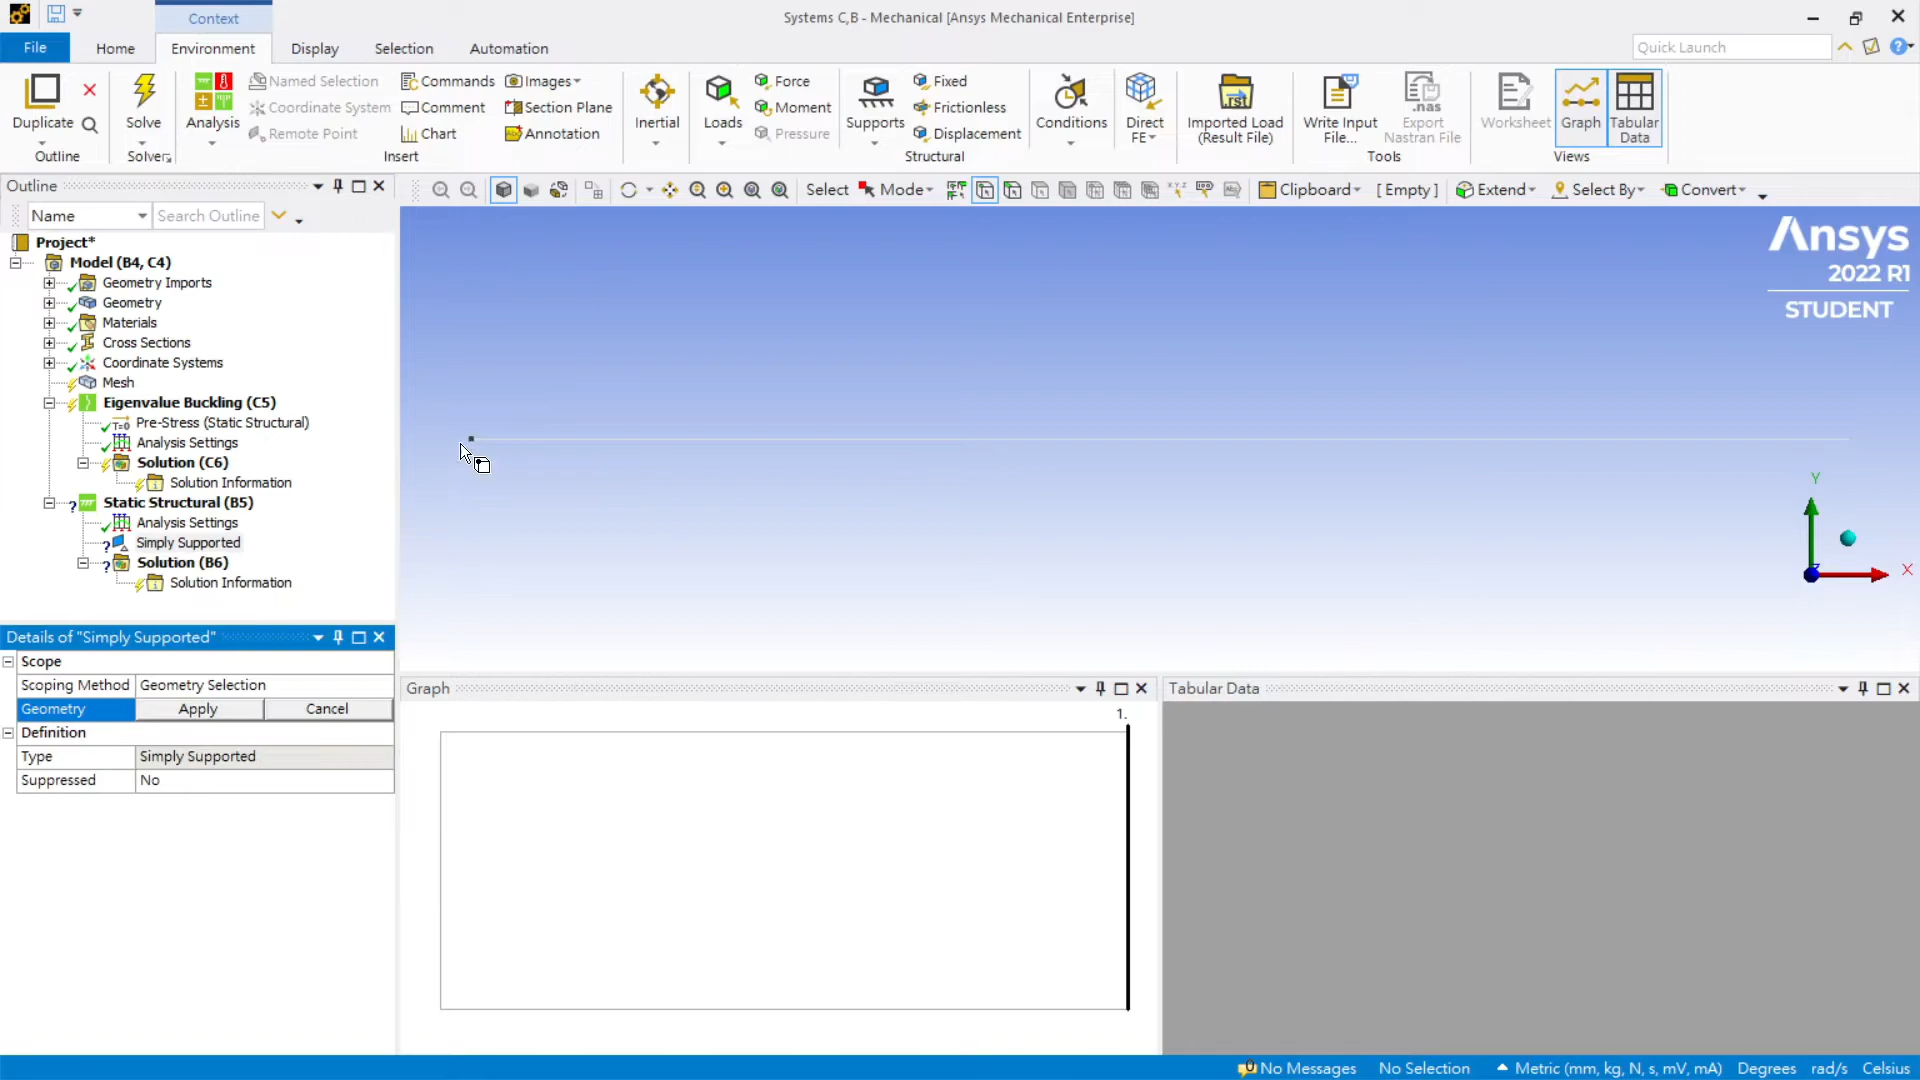 Context
Systems C,B - Mechanical [Ansys Mechanical Enterprise]
File Home Environment Display Selection Automation
Quick Launch
Duplicate
Outline
Solve
Solver
Analysis
Named Selection
Coordinate System
Remote Point
Commands
Comment
Chart
Images
Section Plane
Annotation
Insert
Inertial
Loads
Force
Moment
Pressure
Supports
Fixed
Frictionless
Displacement
Structural
Conditions
Direct
FE
Imported Load
(Result File)
Write Input
File...
Export
Nastran File
Tools
Worksheet
Graph
Tabular
Data
Views
Outline
Name Search Outline
Select Mode Clipboard [ Empty ] Extend Select By Convert
Project*
Model (B4, C4)
Geometry Imports
Geometry
Materials
Cross Sections
Coordinate Systems
Mesh
Eigenvalue Buckling (C5)
Pre-Stress (Static Structural)
Analysis Settings
Solution (C6)
Solution Information
Static Structural (B5)
Analysis Settings
Simply Supported
Solution (B6)
Solution Information
Ansys
2022 R1
STUDENT
Y
X
Details of "Simply Supported"
Scope
Scoping Method Geometry Selection
Geometry Apply Cancel
Definition
Type Simply Supported
Suppressed No
Graph
1.
Tabular Data
No Messages No Selection Metric (mm, kg, N, s, mV, mA) Degrees rad/s Celsius